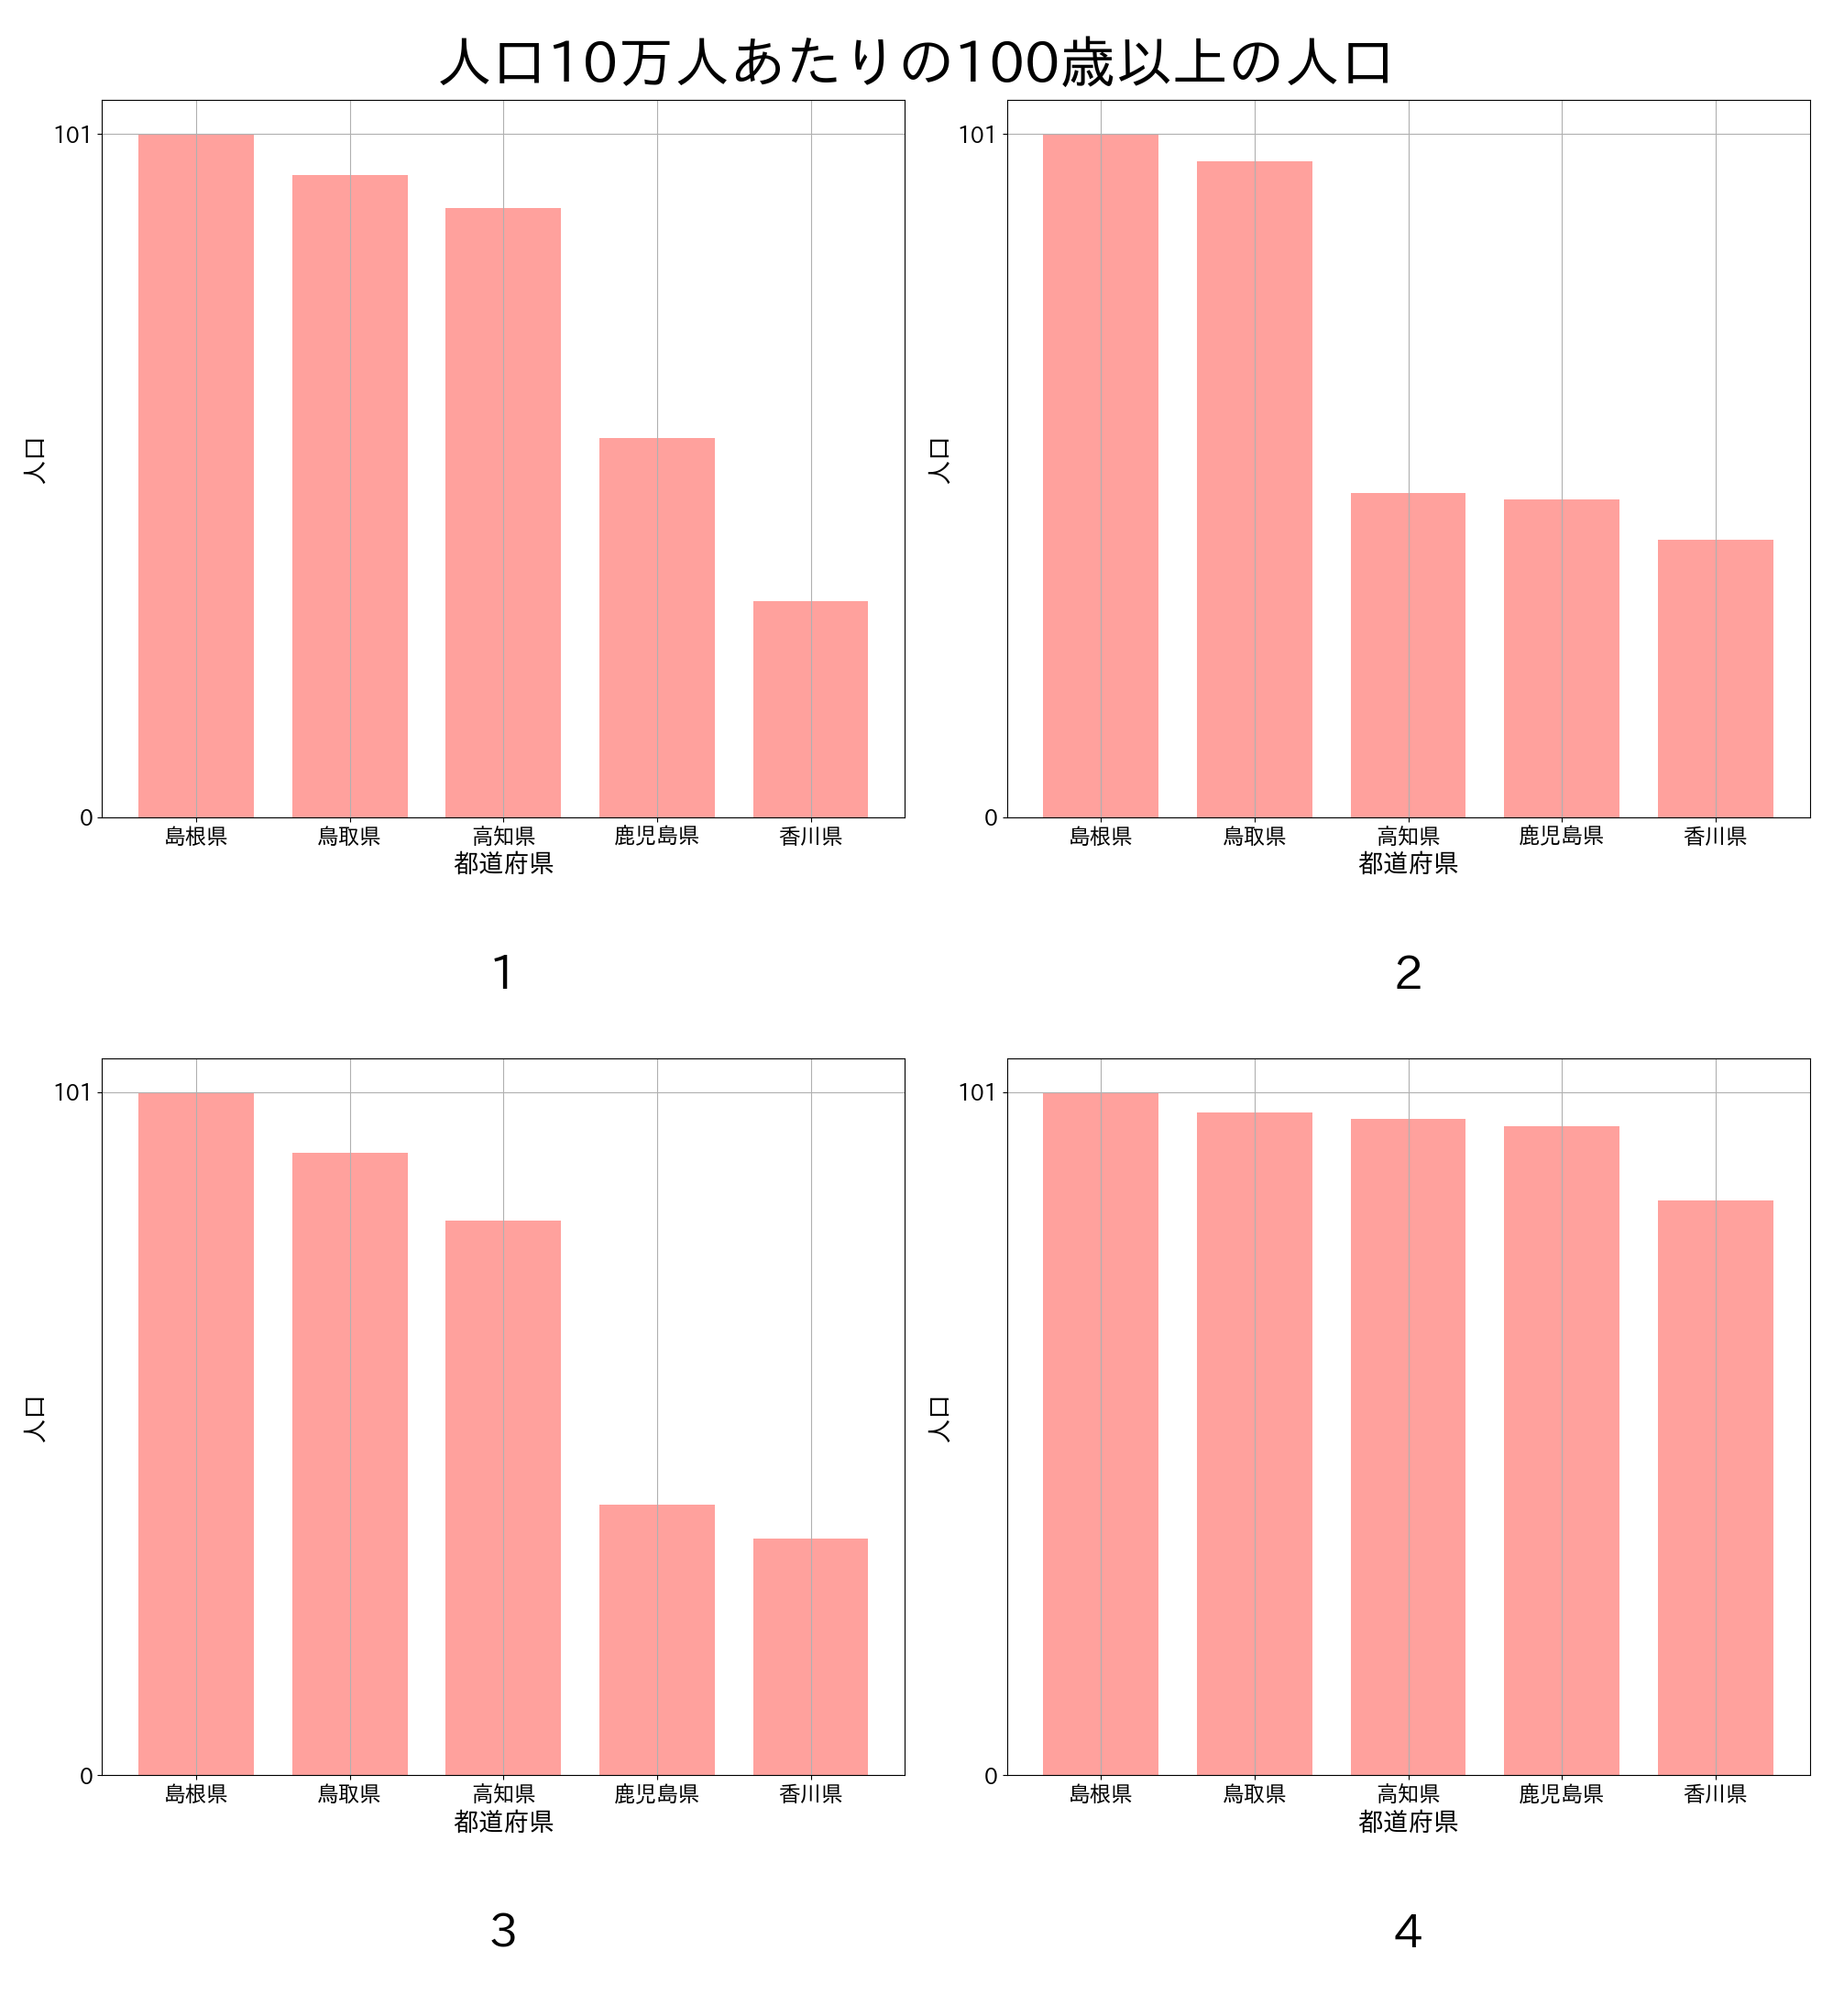 人口10万人あたりの100歳以上の人口
101
0
人口
島根県 鳥取県 高知県 鹿児島県 香川県
都道府県
1
101
0
人口
島根県 鳥取県 高知県 鹿児島県 香川県
都道府県
2
101
0
人口
島根県 鳥取県 高知県 鹿児島県 香川県
都道府県
3
101
0
人口
島根県 鳥取県 高知県 鹿児島県 香川県
都道府県
4